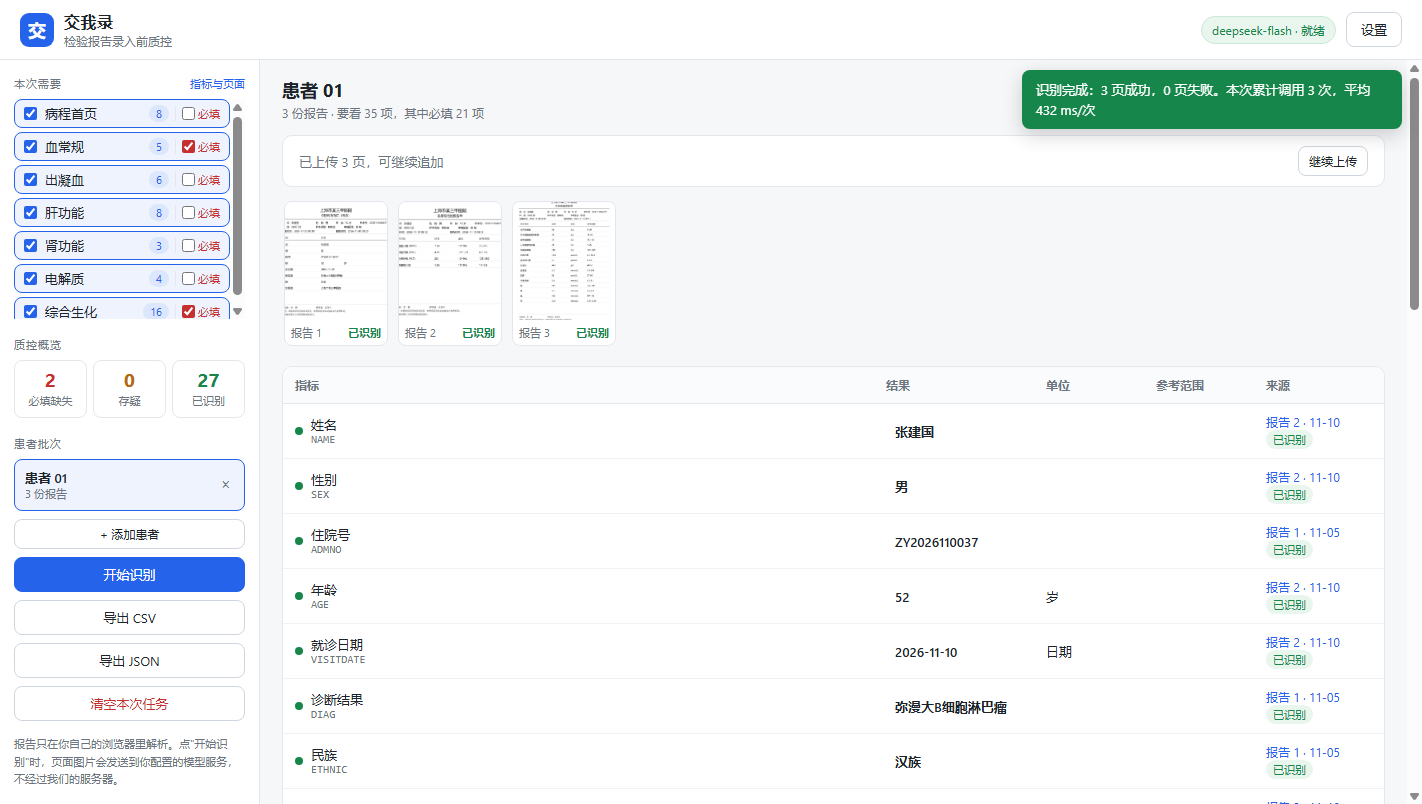 交
交我录
检验报告录入前质控
deepseek-flash · 就绪
设置
本次需要
指标与页面
病程首页 8 必填
血常规 5 必填
出凝血 6 必填
肝功能 8 必填
肾功能 3 必填
电解质 4 必填
综合生化 16 必填
质控概览
2 0 27
必填缺失 存疑 已识别
患者批次
患者 01
3 份报告
×
+ 添加患者
开始识别
导出 CSV
导出 JSON
清空本次任务
报告只在你自己的浏览器里解析。点"开始识
别"时，页面图片会发送到你配置的模型服务，
不经过我们的服务器。
患者 01
3 份报告 · 要看 35 项，其中必填 21 项
识别完成：3 页成功，0 页失败。本次累计调用 3 次，平均
432 ms/次
已上传 3 页，可继续追加
继续上传
报告 1 已识别
报告 2 已识别
报告 3 已识别
指标 结果 单位 参考范围 来源
姓名
NAME
张建国
报告 2 · 11-10
已识别
性别
SEX
男
报告 2 · 11-10
已识别
住院号
ADMNO
ZY2026110037
报告 1 · 11-05
已识别
年龄
AGE
52
岁
报告 2 · 11-10
已识别
就诊日期
VISITDATE
2026-11-10
日期
报告 2 · 11-10
已识别
诊断结果
DIAG
弥漫大B细胞淋巴瘤
报告 1 · 11-05
已识别
民族
ETHNIC
汉族
报告 1 · 11-05
已识别